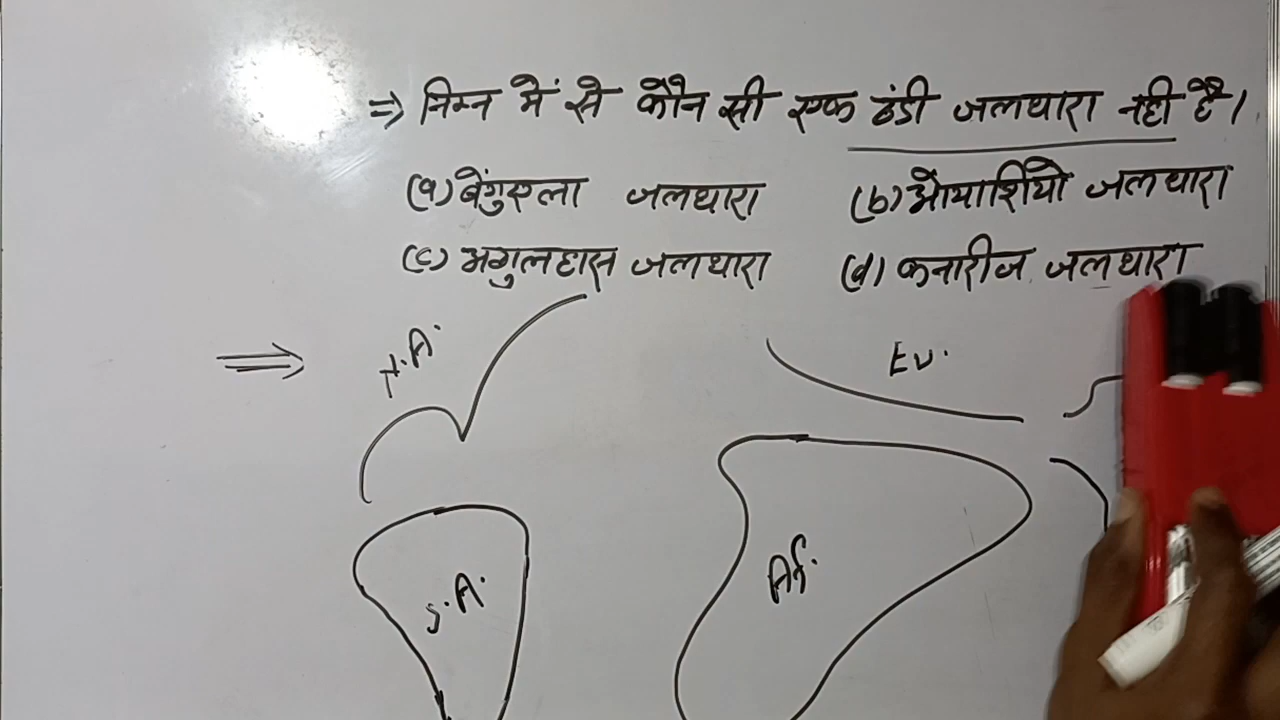 ⇒ निम्न में से कौन सी एक ठंडी जलधारा नही है।
(a) बेंगुएला जलधारा (b) ओयाशियो जलधारा
(c) अगुलहास जलधारा (d) कनारीज जलधारा
⇒
N.A.
EU.
S.A.
Af.